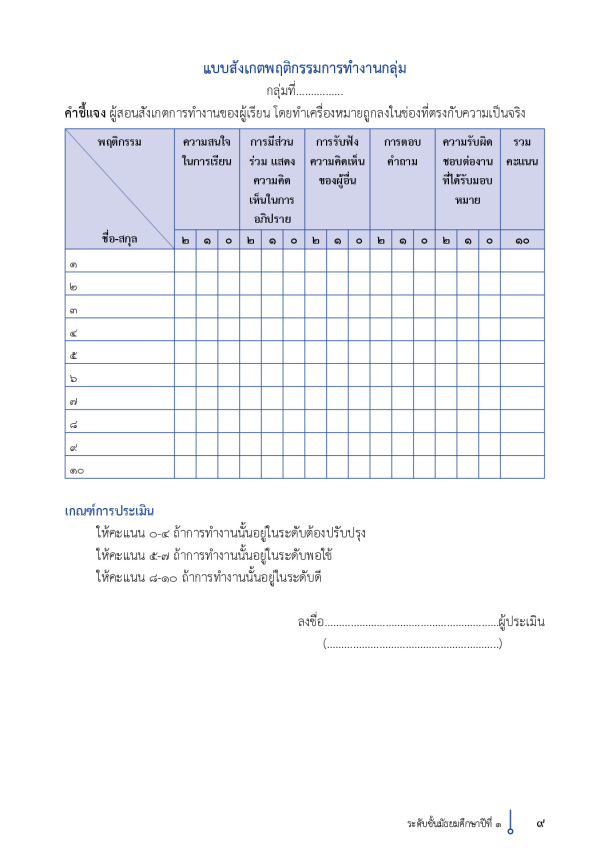 แบบสังเกตพฤติกรรมการทำงานกลุ่ม
กลุ่มที่................
คำชี้แจง ผู้สอนสังเกตการทำงานของผู้เรียน โดยทำเครื่องหมายถูกลงในช่องที่ตรงกับความเป็นจริง
พฤติกรรม
ชื่อ-สกุล
ความสนใจ
ในการเรียน
การมีส่วน
ร่วม แสดง
ความคิด
เห็นในการ
อภิปราย
การรับฟัง
ความคิดเห็น
ของผู้อื่น
การตอบ
คำถาม
ความรับผิด
ชอบต่องาน
ที่ได้รับมอบ
หมาย
รวม
คะแนน
๒ ๑ ๐ ๒ ๑ ๐ ๒ ๑ ๐ ๒ ๑ ๐ ๒ ๑ ๐ ๑๐
๑
๒
๓
๔
๕
๖
๗
๘
๙
๑๐
เกณฑ์การประเมิน
ให้คะแนน ๐-๔ ถ้าการทำงานนั้นอยู่ในระดับต้องปรับปรุง
ให้คะแนน ๕-๗ ถ้าการทำงานนั้นอยู่ในระดับพอใช้
ให้คะแนน ๘-๑๐ ถ้าการทำงานนั้นอยู่ในระดับดี
ลงชื่อ............................................................ผู้ประเมิน
(...........................................................)
ระดับชั้นมัธยมศึกษาปีที่ ๑ ๙